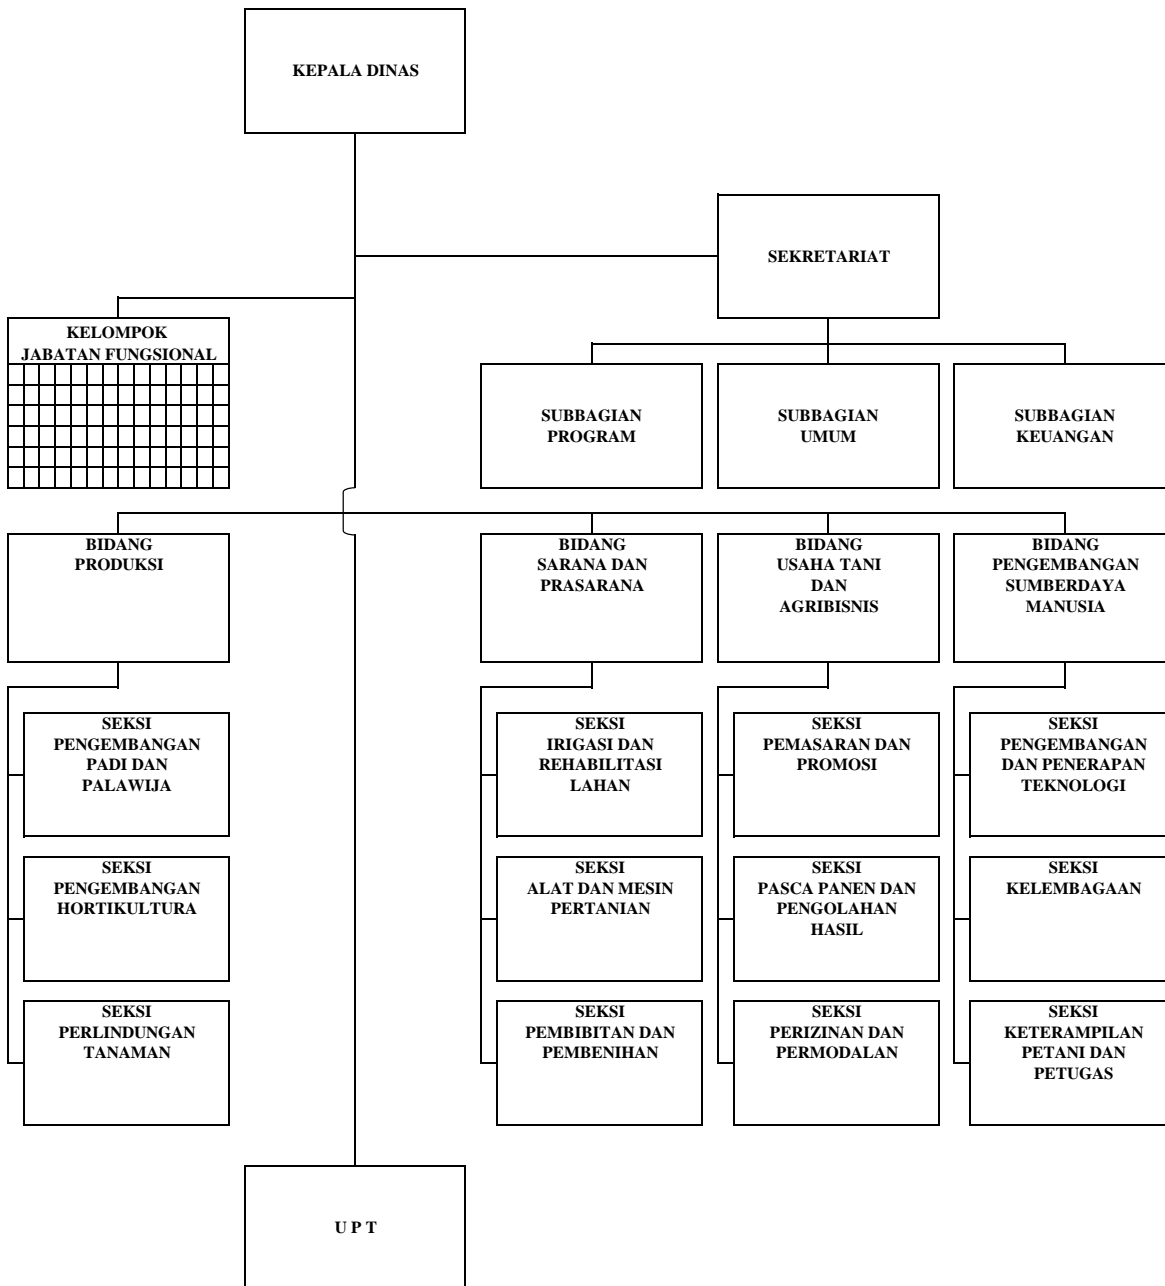 KEPALA DINAS
SEKRETARIAT
KELOMPOK
JABATAN FUNGSIONAL
SUBBAGIAN
PROGRAM
SUBBAGIAN
UMUM
SUBBAGIAN
KEUANGAN
BIDANG
PRODUKSI
BIDANG
SARANA DAN
PRASARANA
BIDANG
USAHA TANI
DAN
AGRIBISNIS
BIDANG
PENGEMBANGAN
SUMBERDAYA
MANUSIA
SEKSI
PENGEMBANGAN
PADI DAN
PALAWIJA
SEKSI
IRIGASI DAN
REHABILITASI
LAHAN
SEKSI
PEMASARAN DAN
PROMOSI
SEKSI
PENGEMBANGAN
DAN PENERAPAN
TEKNOLOGI
SEKSI
PENGEMBANGAN
HORTIKULTURA
SEKSI
ALAT DAN MESIN
PERTANIAN
SEKSI
PASCA PANEN DAN
PENGOLAHAN
HASIL
SEKSI
KELEMBAGAAN
SEKSI
PERLINDUNGAN
TANAMAN
SEKSI
PEMBIBITAN DAN
PEMBENIHAN
SEKSI
PERIZINAN DAN
PERMODALAN
SEKSI
KETERAMPILAN
PETANI DAN
PETUGAS
U P T